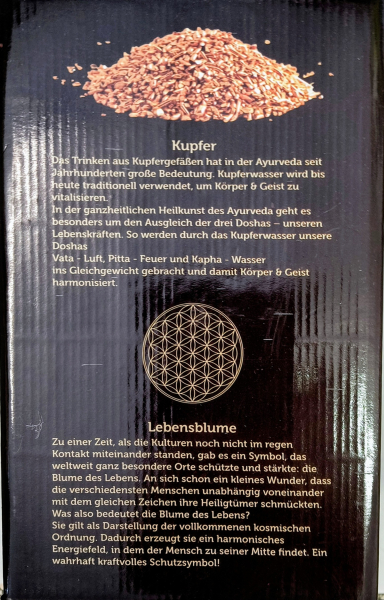 Kupfer
Das Trinken aus Kupfergefäßen hat in der Ayurveda seit
Jahrhunderten große Bedeutung. Kupferwasser wird bis
heute traditionell verwendet, um Körper & Geist zu
vitalisieren.
In der ganzheitlichen Heilkunst des Ayurveda geht es
besonders um den Ausgleich der drei Doshas – unseren
Lebenskräften. So werden durch das Kupferwasser unsere
Doshas
Vata - Luft, Pitta - Feuer und Kapha - Wasser
ins Gleichgewicht gebracht und damit Körper & Geist
harmonisiert.
Lebensblume
Zu einer Zeit, als die Kulturen noch nicht im regen
Kontakt miteinander standen, gab es ein Symbol, das
weltweit ganz besondere Orte schützte und stärkte: die
Blume des Lebens. An sich schon ein kleines Wunder, dass
die verschiedensten Menschen unabhängig voneinander
mit dem gleichen Zeichen ihre Heiligtümer schmückten.
Was also bedeutet die Blume des Lebens?
Sie gilt als Darstellung der vollkommenen kosmischen
Ordnung. Dadurch erzeugt sie ein harmonisches
Energiefeld, in dem der Mensch zu seiner Mitte findet. Ein
wahrhaft kraftvolles Schutzsymbol!